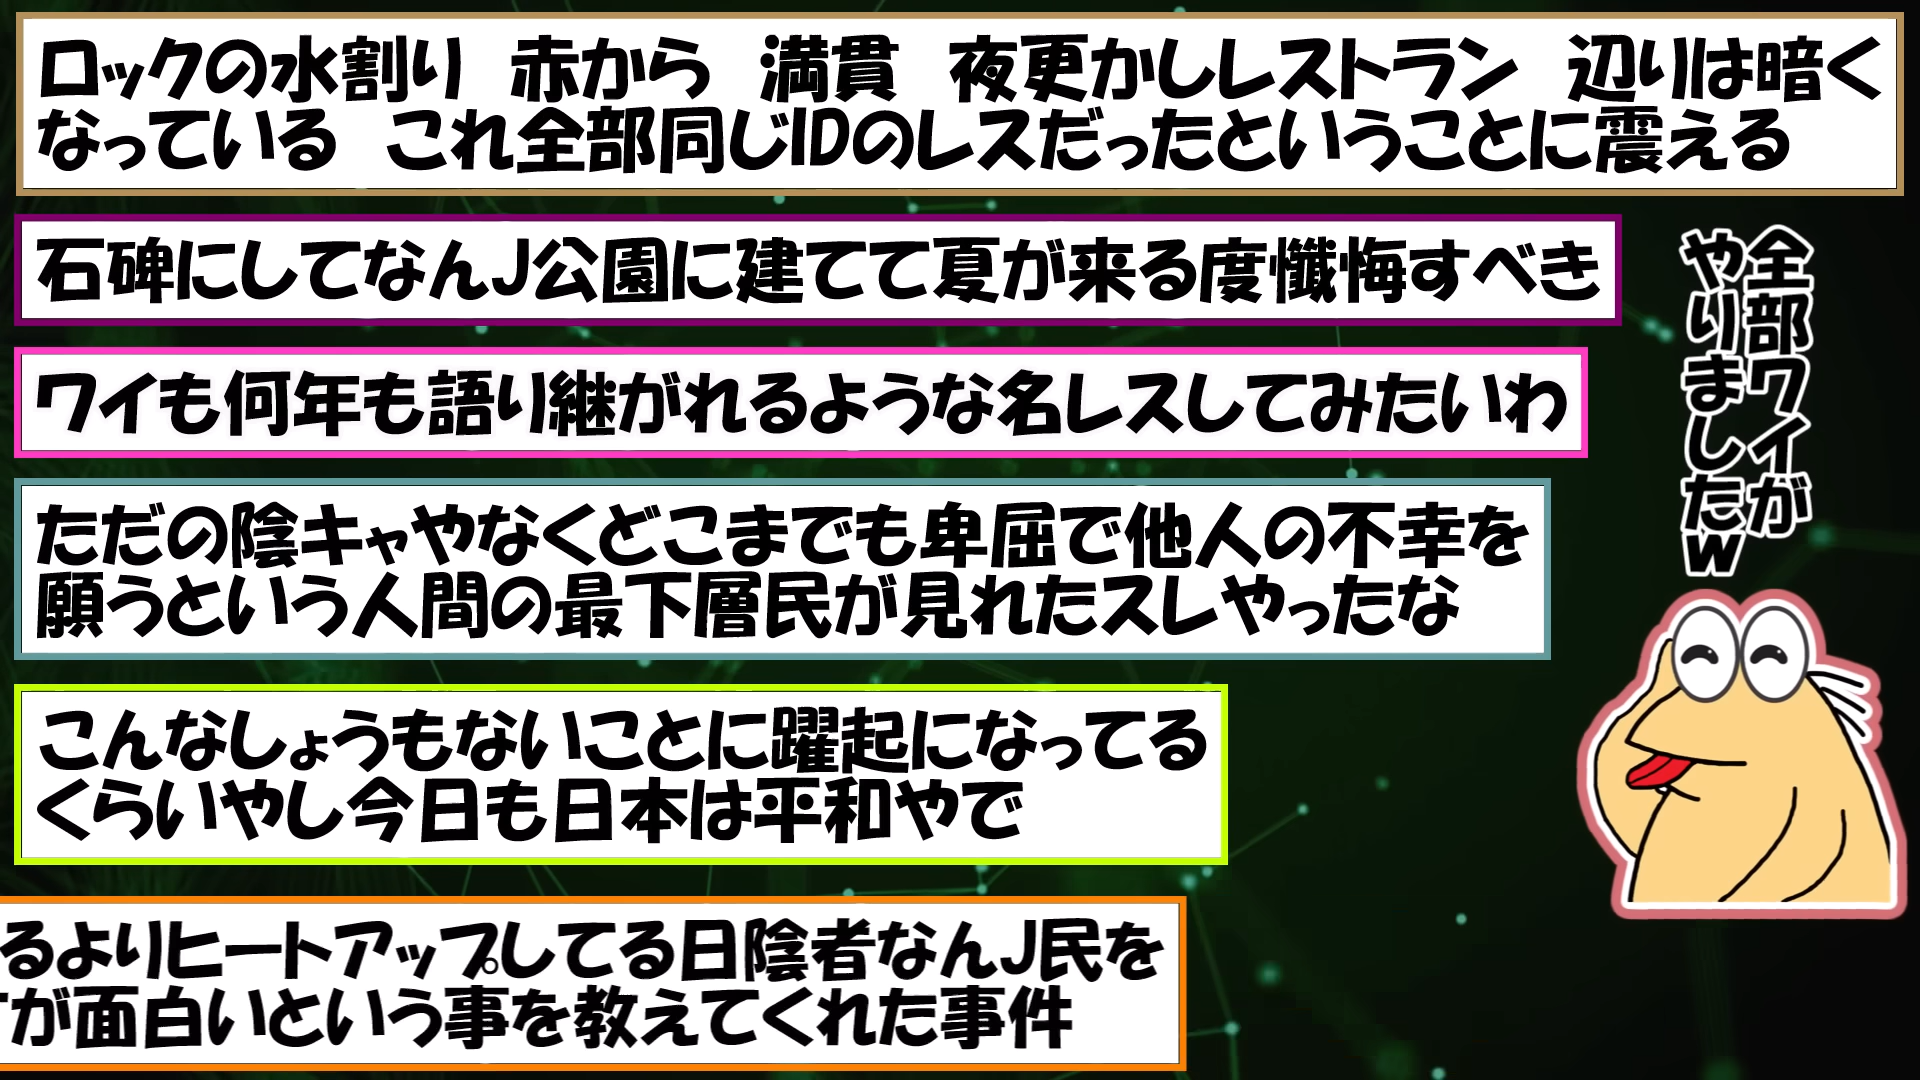 ロックの水割り　赤から　満貫　夜更かしレストラン　辺りは暗く
なっている　これ全部同じIDのレスだったということに震える
石碑にしてなんJ公園に建てて夏が来る度懺悔すべき
ワイも何年も語り継がれるような名レスしてみたいわ
ただの陰キャやなくどこまでも卑屈で他人の不幸を
願うという人間の最下層民が見れたスレやったな
こんなしょうもないことに躍起になってる
くらいやし今日も日本は平和やで
るよりヒートアップしてる日陰者なんJ民を
が面白いという事を教えてくれた事件
全部ワイが
やりましたw